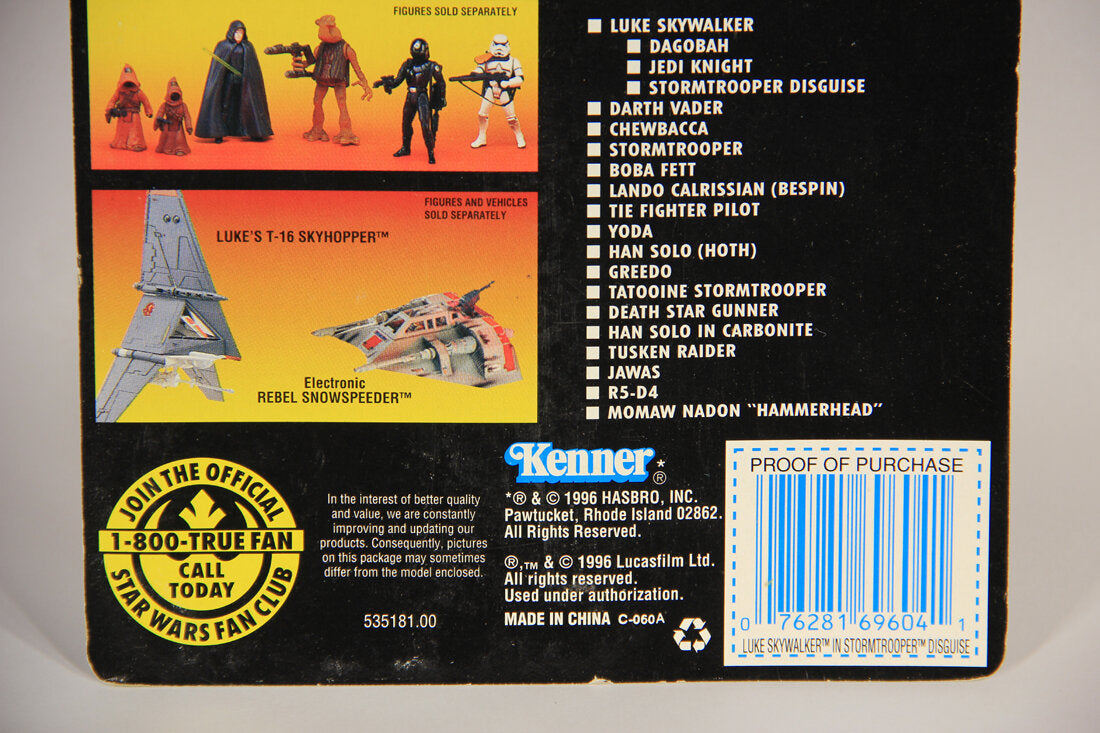 FIGURES SOLD SEPARATELY
FIGURES AND VEHICLES
SOLD SEPARATELY
LUKE'S T-16 SKYHOPPER™
Electronic
REBEL SNOWSPEEDER™
LUKE SKYWALKER
DAGOBAH
JEDI KNIGHT
STORMTROOPER DISGUISE
DARTH VADER
CHEWBACCA
STORMTROOPER
BOBA FETT
LANDO CALRISSIAN (BESPIN)
TIE FIGHTER PILOT
YODA
HAN SOLO (HOTH)
GREEDO
TATOOINE STORMTROOPER
DEATH STAR GUNNER
HAN SOLO IN CARBONITE
TUSKEN RAIDER
JAWAS
R5-D4
MOMAW NADON "HAMMERHEAD"
JOIN THE OFFICIAL
1-800-TRUE FAN
CALL
TODAY
STAR WARS FAN CLUB
In the interest of better quality
and value, we are constantly
improving and updating our
products. Consequently, pictures
on this package may sometimes
differ from the model enclosed.
535181.00
Kenner*®
*® & © 1996 HASBRO, INC.
Pawtucket, Rhode Island 02862.
All Rights Reserved.
®,™ & © 1996 Lucasfilm Ltd.
All rights reserved.
Used under authorization.
MADE IN CHINA C-060A
PROOF OF PURCHASE
0 76281 69604 1
LUKE SKYWALKER™ IN STORMTROOPER™ DISGUISE